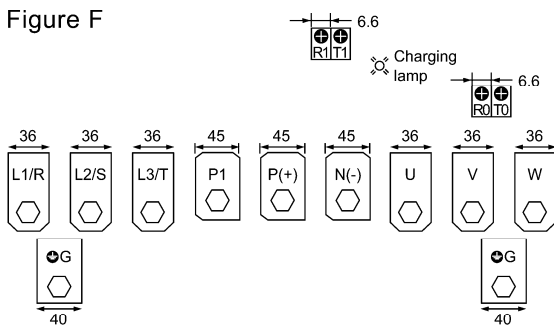 Figure F
6.6
R1 T1
Charging
lamp
6.6
R0 T0
36 36 36 45 45 45 36 36 36
L1/R L2/S L3/T P1 P(+) N(-) U V W
G G
40 40